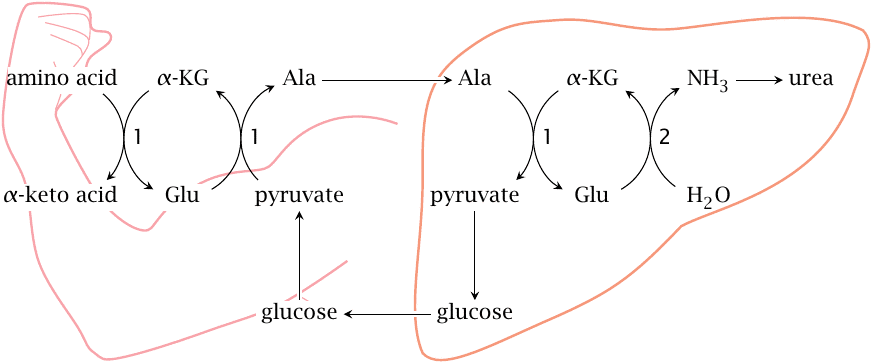 amino acid α-KG Ala Ala α-KG NH3 urea
1 1 1 2
α-keto acid Glu pyruvate pyruvate Glu H2O
glucose glucose